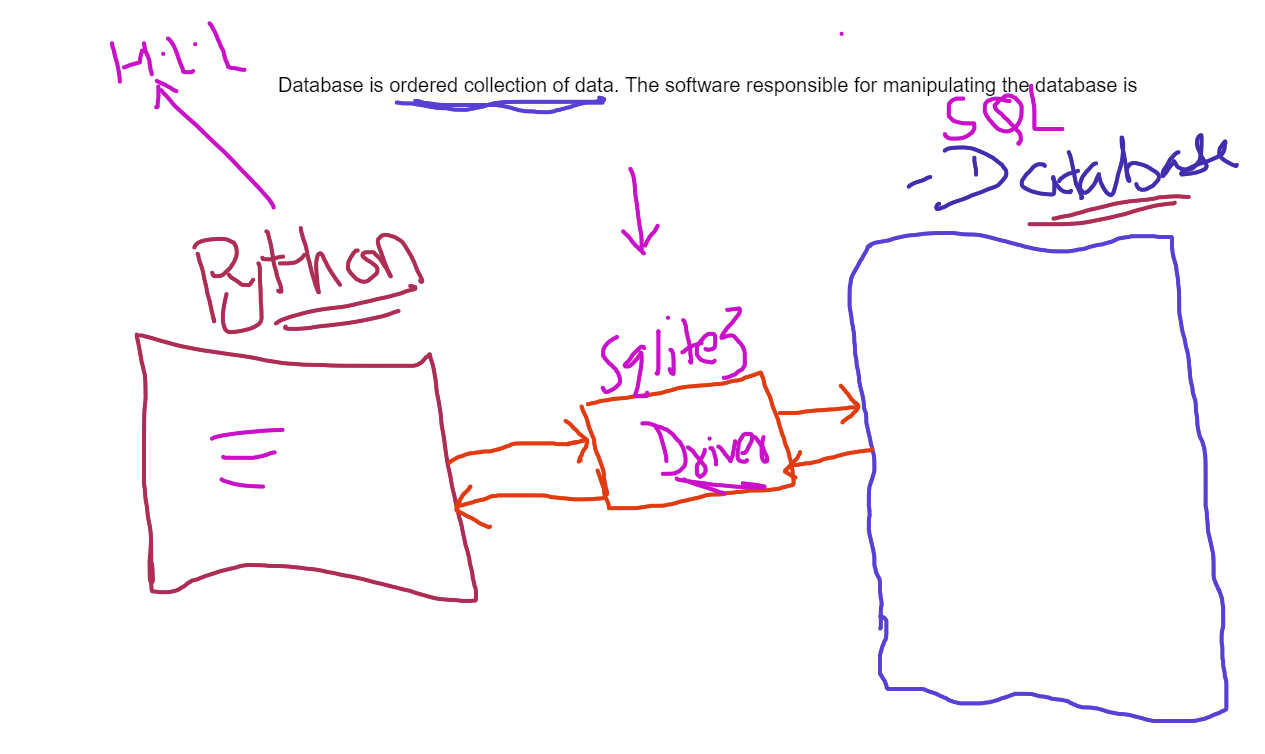 H.L.L
Database is ordered collection of data. The software responsible for manipulating the database is
SQL
- Database
Python
sqlite3
Driver